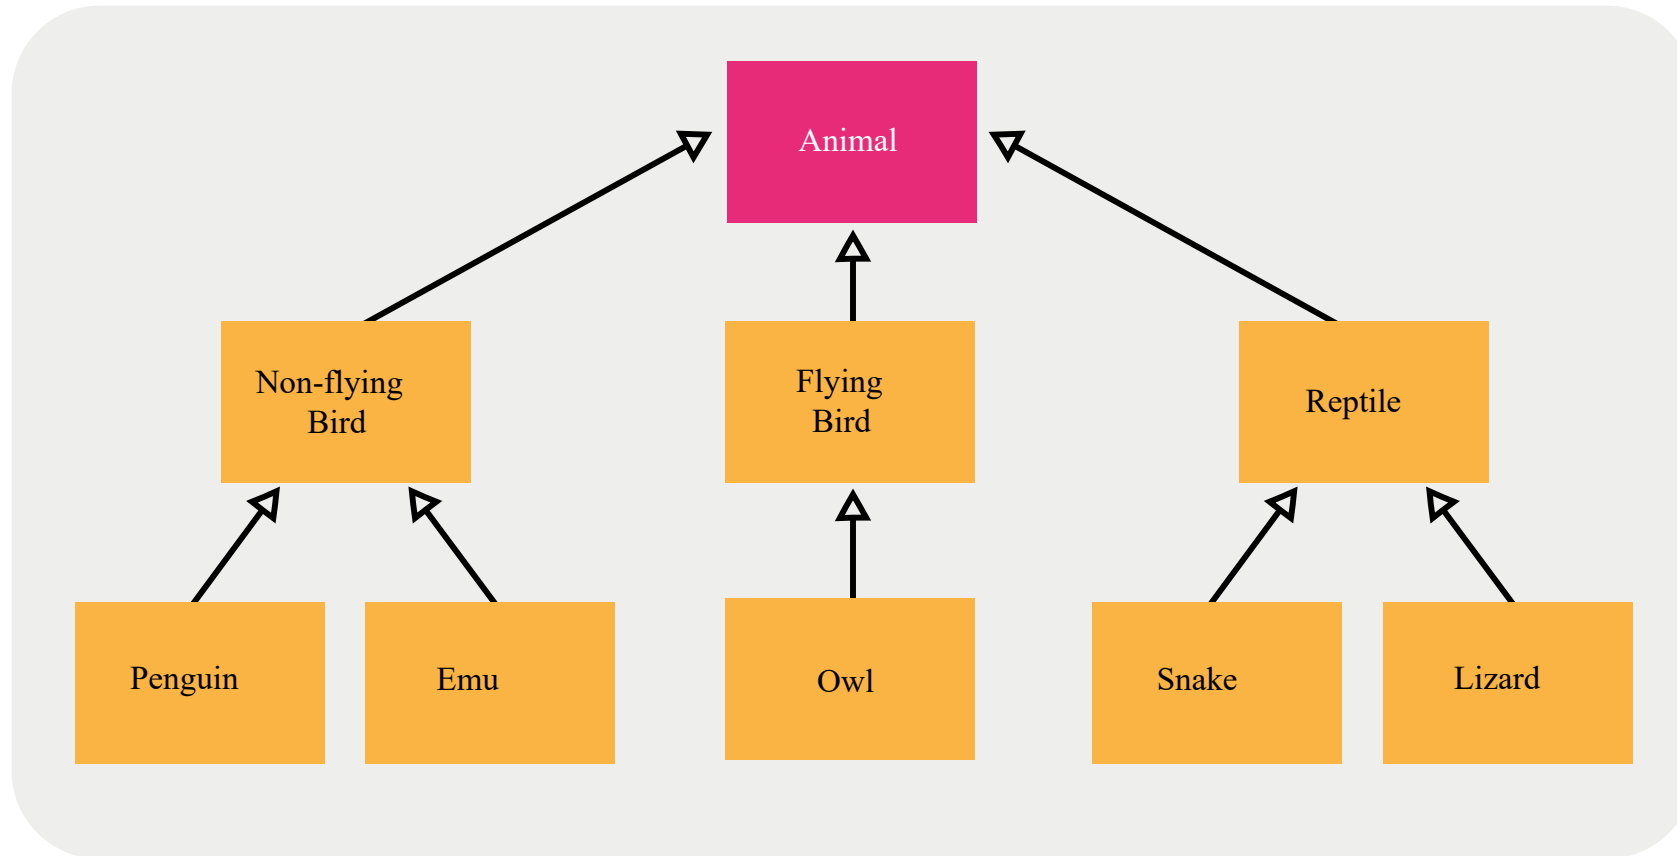 Animal
Non-flying
Bird
Flying
Bird
Reptile
Penguin
Emu
Owl
Snake
Lizard